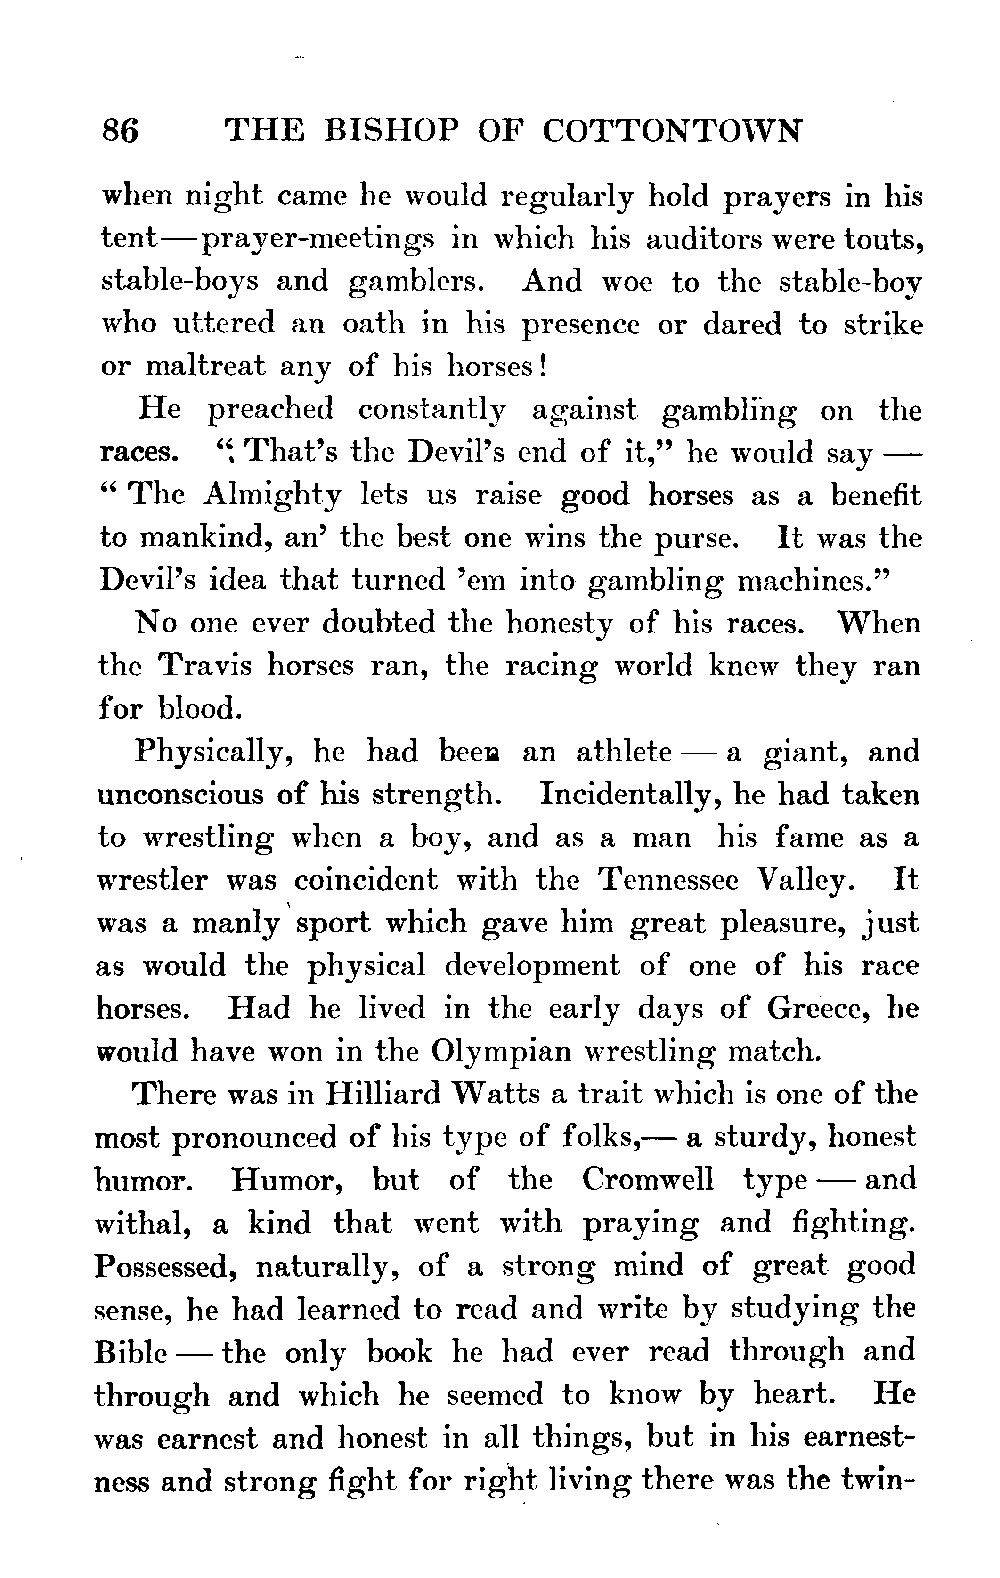 86 THE BISHOP OF COTTONTOWN
when night came he would regularly hold prayers in his
tent—prayer-meetings in which his auditors were touts,
stable-boys and gamblers. And woe to the stable-boy
who uttered an oath in his presence or dared to strike
or maltreat any of his horses!
He preached constantly against gambling on the
races. “That’s the Devil’s end of it,” he would say —
“ The Almighty lets us raise good horses as a benefit
to mankind, an’ the best one wins the purse. It was the
Devil’s idea that turned ’em into gambling machines.”
No one ever doubted the honesty of his races. When
the Travis horses ran, the racing world knew they ran
for blood.
Physically, he had been an athlete — a giant, and
unconscious of his strength. Incidentally, he had taken
to wrestling when a boy, and as a man his fame as a
wrestler was coincident with the Tennessee Valley. It
was a manly sport which gave him great pleasure, just
as would the physical development of one of his race
horses. Had he lived in the early days of Greece, he
would have won in the Olympian wrestling match.
There was in Hilliard Watts a trait which is one of the
most pronounced of his type of folks,— a sturdy, honest
humor. Humor, but of the Cromwell type — and
withal, a kind that went with praying and fighting.
Possessed, naturally, of a strong mind of great good
sense, he had learned to read and write by studying the
Bible — the only book he had ever read through and
through and which he seemed to know by heart. He
was earnest and honest in all things, but in his earnest-
ness and strong fight for right living there was the twin-